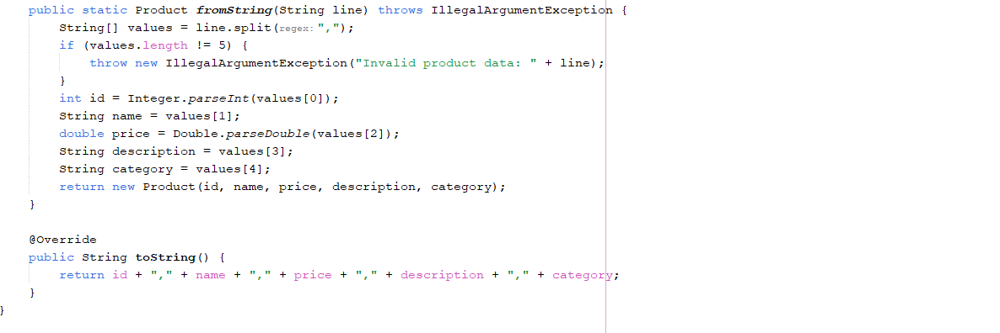 public static Product fromString(String line) throws IllegalArgumentException {
String[] values = line.split(regex: ",");
if (values.length != 5) {
throw new IllegalArgumentException("Invalid product data: " + line);
}
int id = Integer.parseInt(values[0]);
String name = values[1];
double price = Double.parseDouble(values[2]);
String description = values[3];
String category = values[4];
return new Product(id, name, price, description, category);
}
@Override
public String toString() {
return id + "," + name + "," + price + "," + description + "," + category;
}
}